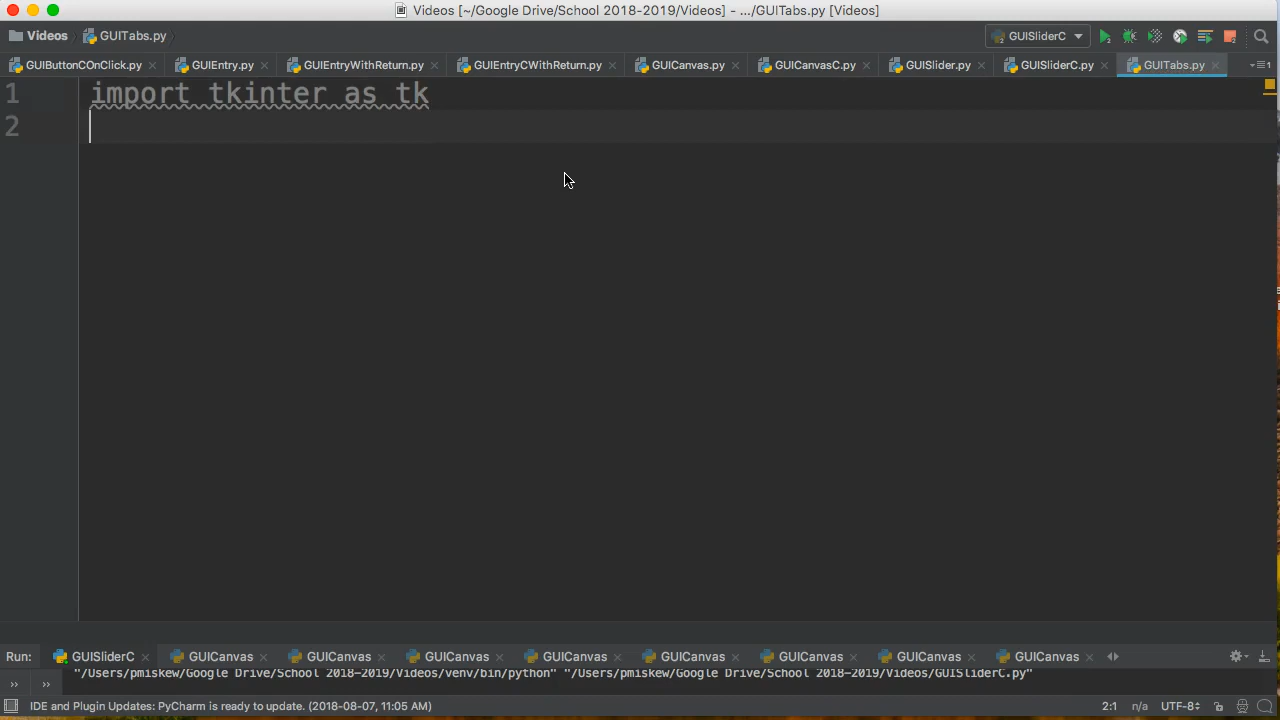 Videos [~/Google Drive/School 2018-2019/Videos] - .../GUITabs.py [Videos]
Videos GUITabs.py GUISliderC
GUIButtonCOnClick.py GUIEntry.py GUIEntryWithReturn.py GUIEntryCWithReturn.py GUICanvas.py GUICanvasC.py GUISlider.py GUISliderC.py GUITabs.py
1 import tkinter as tk
2
Run: GUISliderC GUICanvas GUICanvas GUICanvas GUICanvas GUICanvas GUICanvas GUICanvas GUICanvas
"/Users/pmiskew/Google Drive/School 2018-2019/Videos/venv/bin/python" "/Users/pmiskew/Google Drive/School 2018-2019/Videos/GUISliderC.py"
IDE and Plugin Updates: PyCharm is ready to update. (2018-08-07, 11:05 AM) 2:1 n/a UTF-8